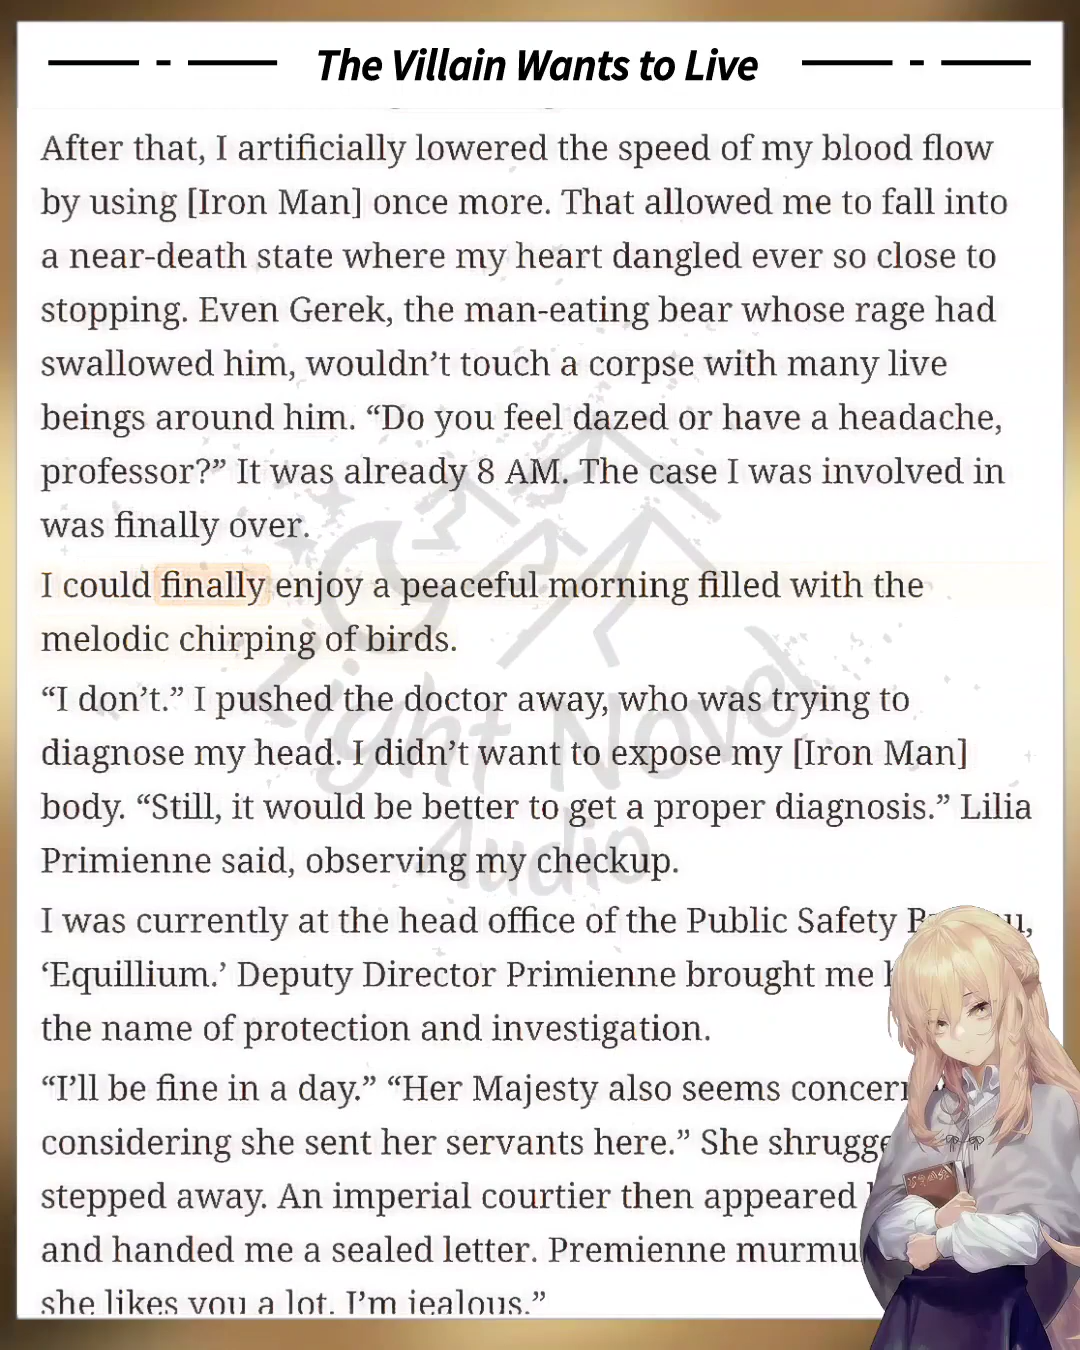 The Villain Wants to Live
After that, I artificially lowered the speed of my blood flow
by using [Iron Man] once more. That allowed me to fall into
a near-death state where my heart dangled ever so close to
stopping. Even Gerek, the man-eating bear whose rage had
swallowed him, wouldn’t touch a corpse with many live
beings around him. “Do you feel dazed or have a headache,
professor?” It was already 8 AM. The case I was involved in
was finally over.
I could finally enjoy a peaceful morning filled with the
melodic chirping of birds.
“I don’t.” I pushed the doctor away, who was trying to
diagnose my head. I didn’t want to expose my [Iron Man]
body. “Still, it would be better to get a proper diagnosis.” Lilia
Primienne said, observing my checkup.
I was currently at the head office of the Public Safety
‘Equillium.’ Deputy Director Primienne brought me
the name of protection and investigation.
“I’ll be fine in a day.” “Her Majesty also seems
considering she sent her servants here.” She
stepped away. An imperial courtier then appeared
and handed me a sealed letter. Premienne
she likes you a lot. I’m jealous.”
Light Novel
Audio